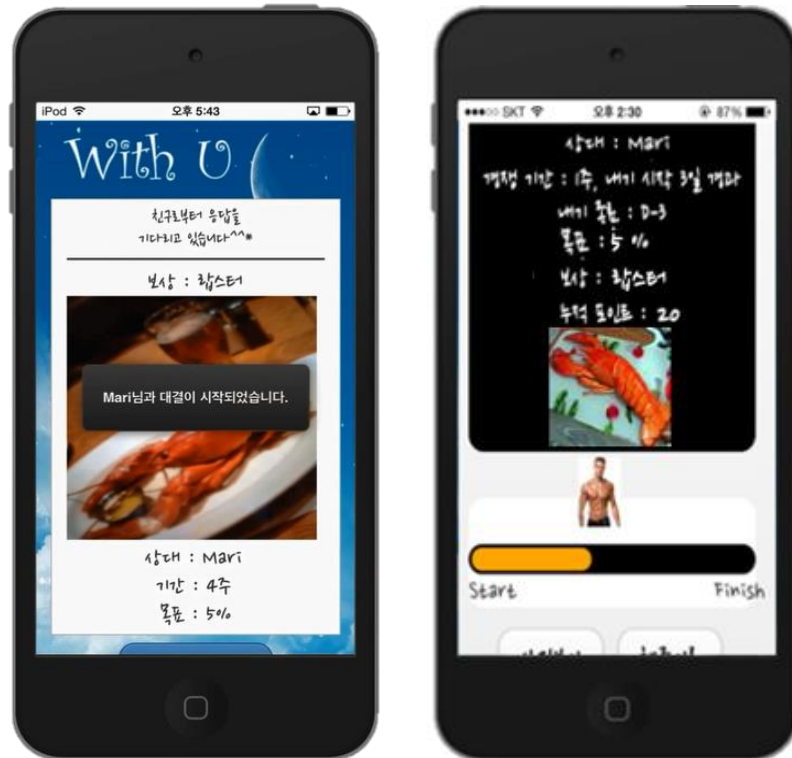 iPod 오후 5:43
With U
친구로부터 응답을
기다리고 있습니다^^*
보상 : 랍스터
Mari님과 대결이 시작되었습니다.
상대 : Mari
기간 : 4주
목표 : 5%
SKT 오후 2:30 87%
상대 : Mari
경쟁 기간 : 1주, 내기 시작 3일 경과
내기 종료 : D-3
목표 : 5 %
보상 : 랍스터
누적 포인트 : 20
Start Finish